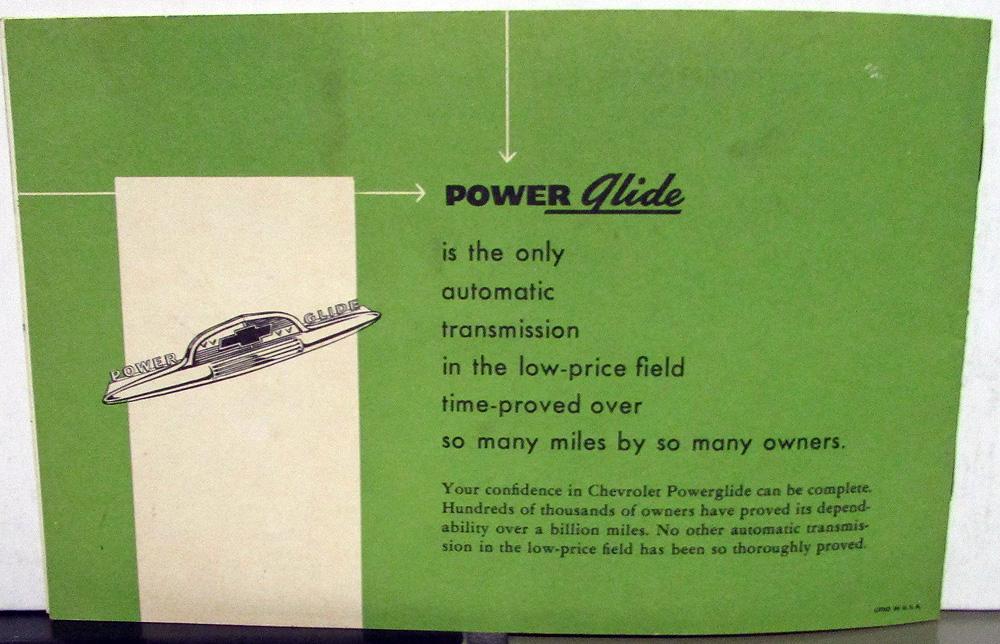 POWER Glide
is the only
automatic
transmission
in the low-price field
time-proved over
so many miles by so many owners.
POWER GLIDE
Your confidence in Chevrolet Powerglide can be complete.
Hundreds of thousands of owners have proved its depend-
ability over a billion miles. No other automatic transmis-
sion in the low-price field has been so thoroughly proved.
LITHO IN U.S.A.